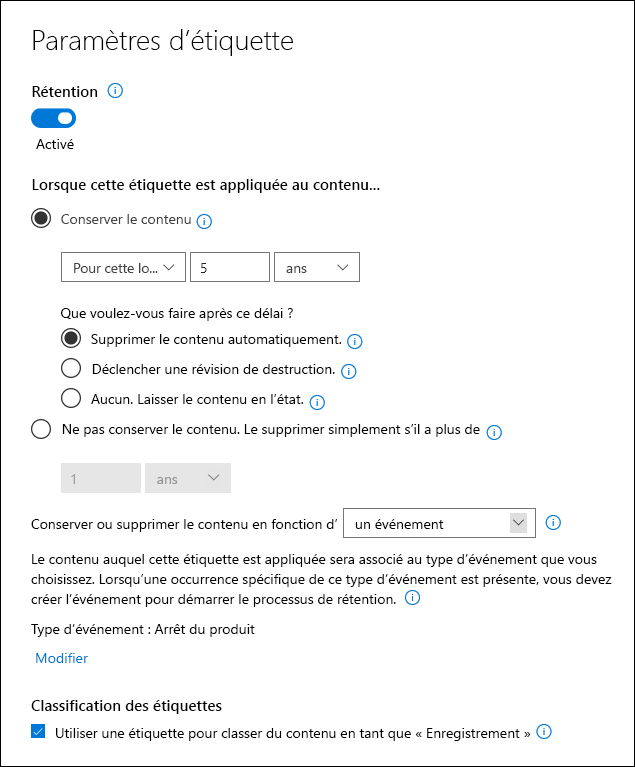 Paramètres d’étiquette
Rétention
Activé
Lorsque cette étiquette est appliquée au contenu...
Conserver le contenu
Pour cette lo... 5 ans
Que voulez-vous faire après ce délai ?
Supprimer le contenu automatiquement.
Déclencher une révision de destruction.
Aucun. Laisser le contenu en l’état.
Ne pas conserver le contenu. Le supprimer simplement s’il a plus de
1 ans
Conserver ou supprimer le contenu en fonction d’ un événement
Le contenu auquel cette étiquette est appliquée sera associé au type d’événement que vous
choisissez. Lorsqu’une occurrence spécifique de ce type d’événement est présente, vous devez
créer l’événement pour démarrer le processus de rétention.
Type d’événement : Arrêt du produit
Modifier
Classification des étiquettes
Utiliser une étiquette pour classer du contenu en tant que « Enregistrement »